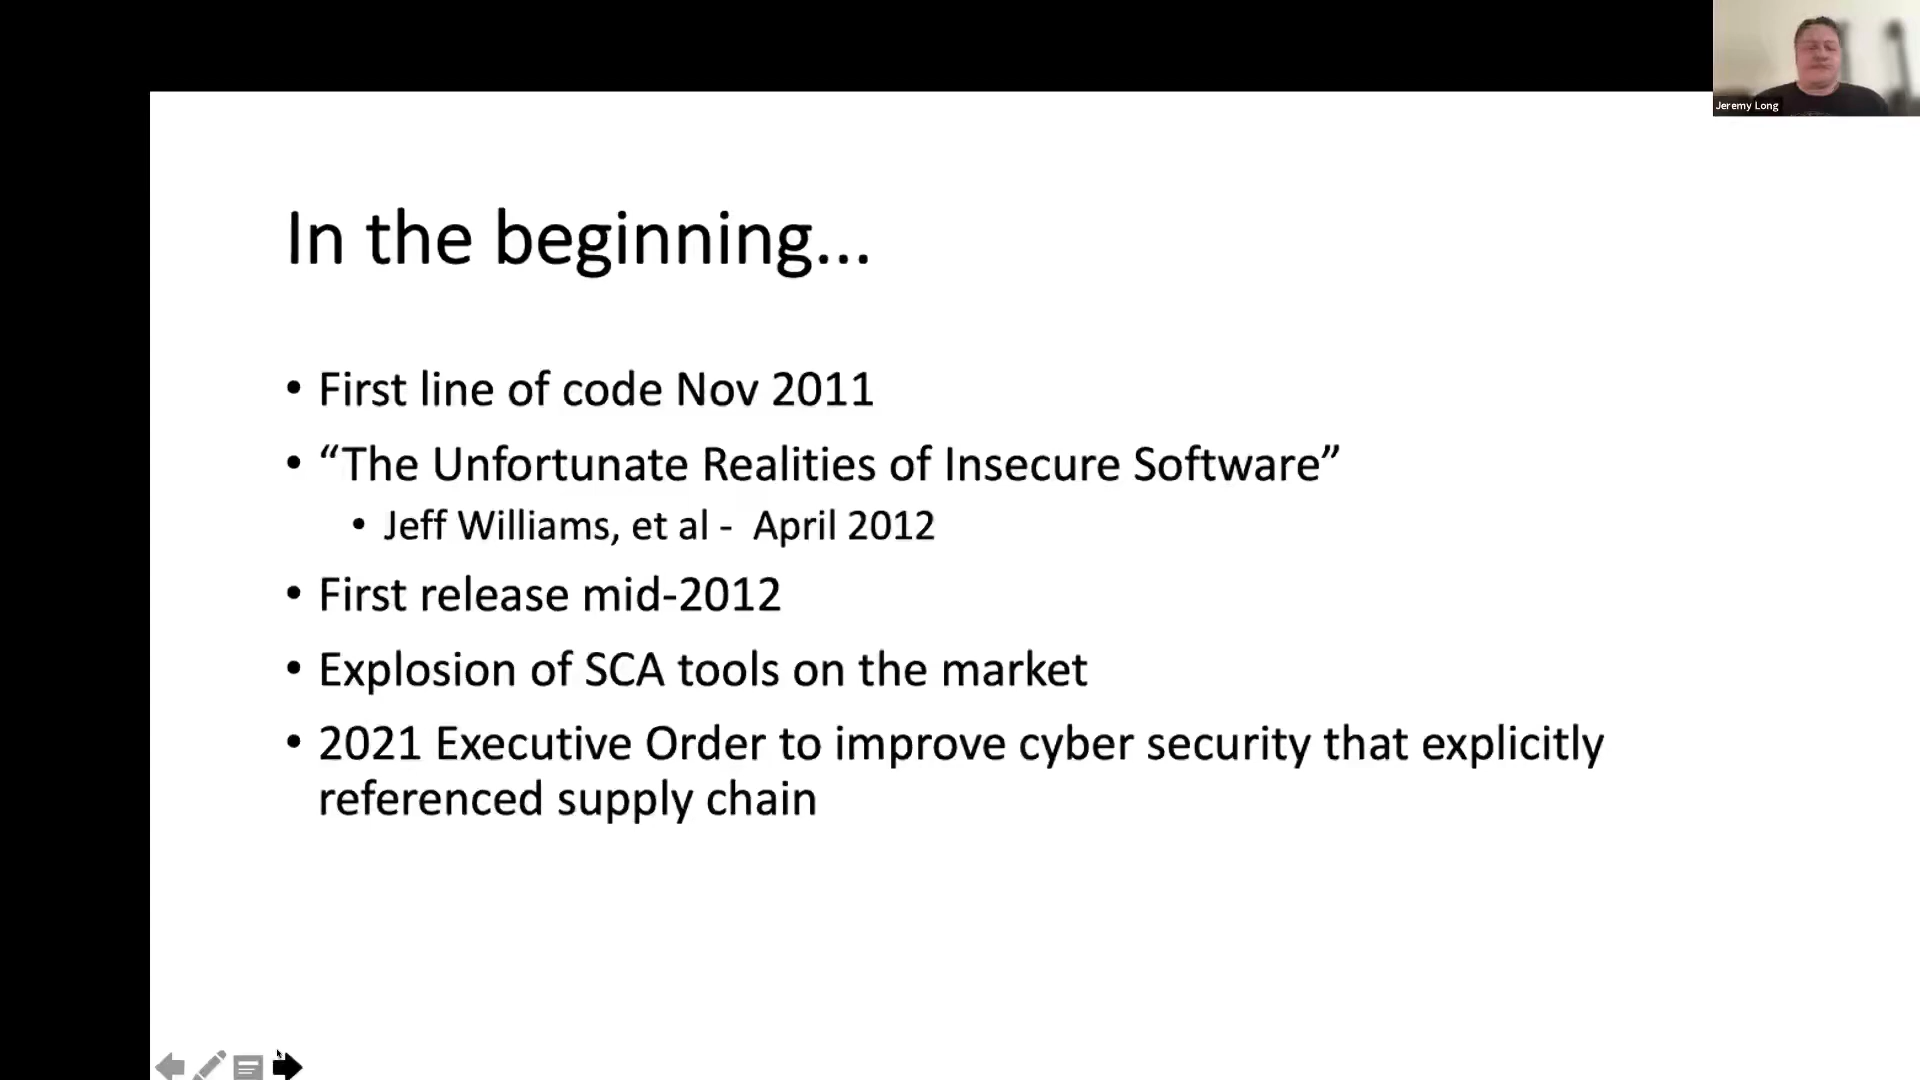 Jeremy Long
In the beginning...
• First line of code Nov 2011
• “The Unfortunate Realities of Insecure Software”
• Jeff Williams, et al -  April 2012
• First release mid-2012
• Explosion of SCA tools on the market
• 2021 Executive Order to improve cyber security that explicitly
referenced supply chain